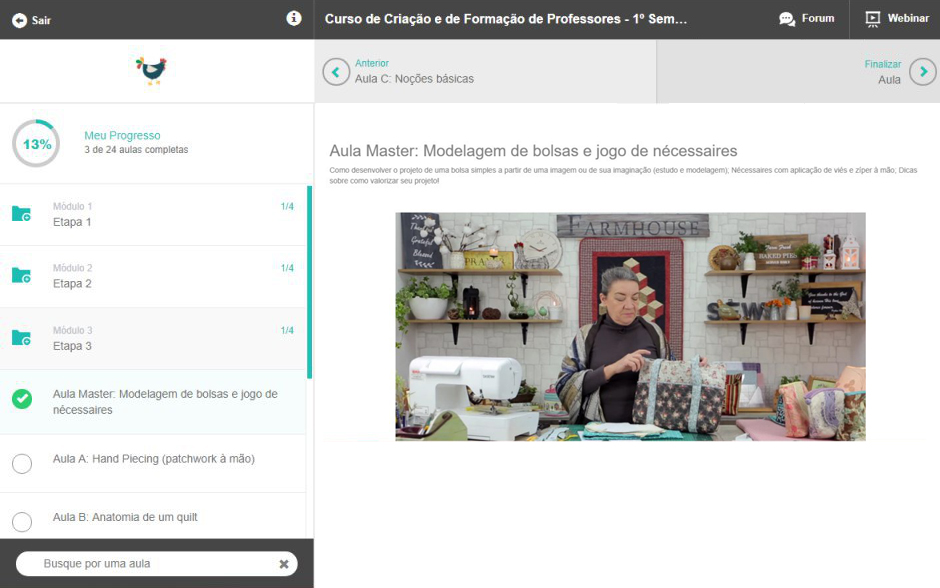 Sair
Curso de Criação e de Formação de Professores - 1º Sem...
Forum
Webinar
Anterior
Aula C: Noções básicas
Finalizar
Aula
13%
Meu Progresso
3 de 24 aulas completas
Módulo 1
Etapa 1
1/4
Módulo 2
Etapa 2
1/4
Módulo 3
Etapa 3
1/4
Aula Master: Modelagem de bolsas e jogo de
nécessaires
Aula A: Hand Piecing (patchwork à mão)
Aula B: Anatomia de um quilt
Busque por uma aula
Aula Master: Modelagem de bolsas e jogo de nécessaires
Como desenvolver o projeto de uma bolsa simples a partir de uma imagem ou de sua imaginação (estudo e modelagem); Nécessaires com aplicação de viés e zíper à mão; Dicas
sobre como valorizar seu projeto!
FARMHOUSE
Thankful
Grateful
Blessed
BAKED PIES
SEW